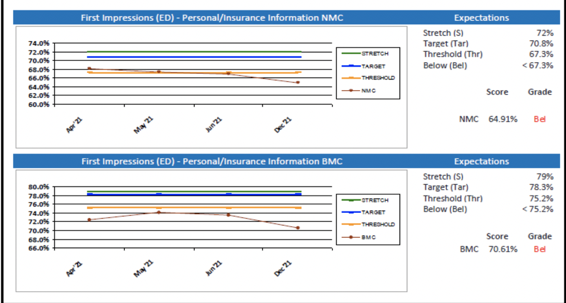 First Impressions (ED) - Personal/Insurance Information NMC
Expectations
74.0%
72.0%
70.0%
68.0%
66.0%
64.0%
62.0%
60.0%
Apr'21
May'21
Jun'21
Dec'21
STRETCH
TARGET
THRESHOLD
NMC
Stretch (S) 72%
Target (Tar) 70.8%
Threshold (Thr) 67.3%
Below (Bel) < 67.3%
Score Grade
NMC 64.91% Bel
First Impressions (ED) - Personal/Insurance Information BMC
Expectations
80.0%
78.0%
76.0%
74.0%
72.0%
70.0%
68.0%
66.0%
Apr'21
May'21
Jun'21
Dec'21
STRETCH
TARGET
THRESHOLD
BMC
Stretch (S) 79%
Target (Tar) 78.3%
Threshold (Thr) 75.2%
Below (Bel) < 75.2%
Score Grade
BMC 70.61% Bel